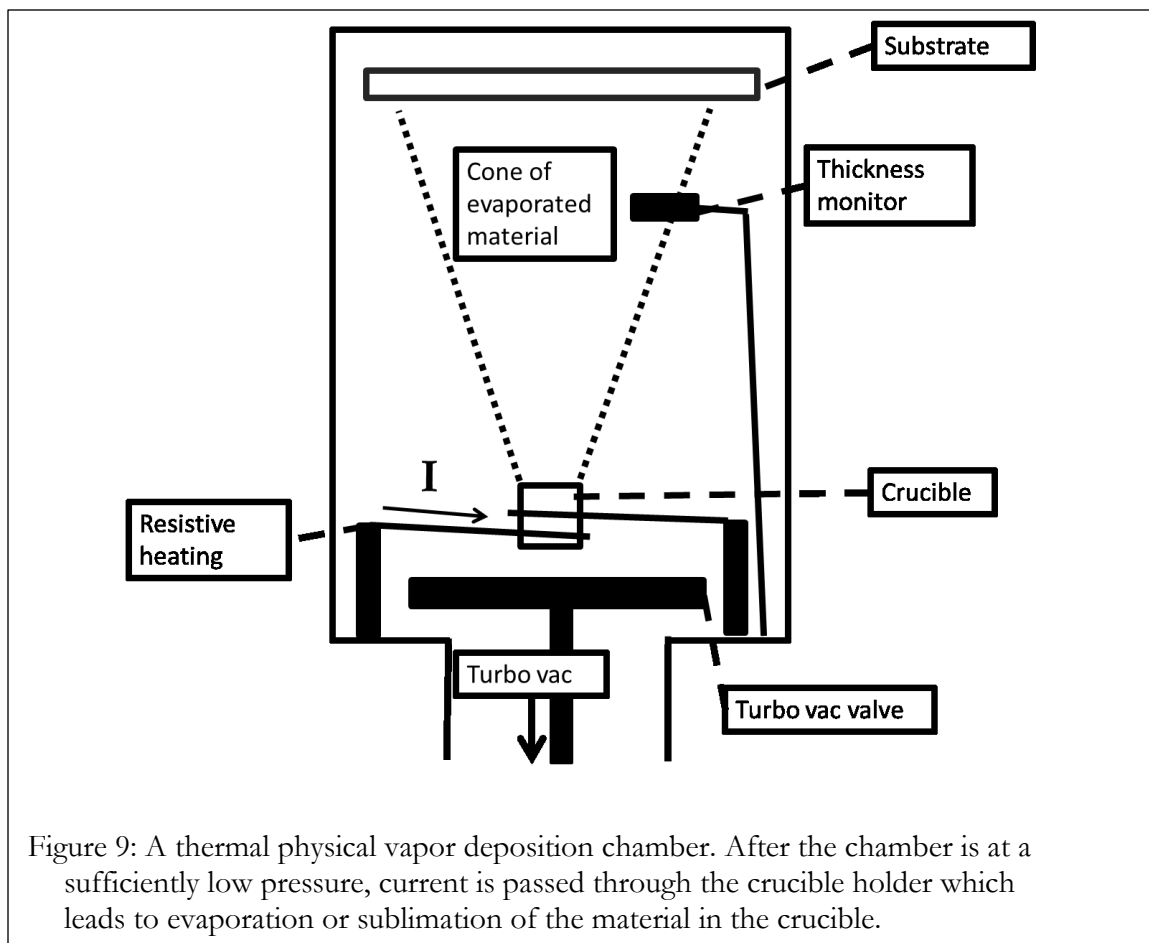 Substrate
Cone of
evaporated
material
Thickness
monitor
I
Crucible
Resistive
heating
Turbo vac
Turbo vac valve
Figure 9: A thermal physical vapor deposition chamber. After the chamber is at a
sufficiently low pressure, current is passed through the crucible holder which
leads to evaporation or sublimation of the material in the crucible.